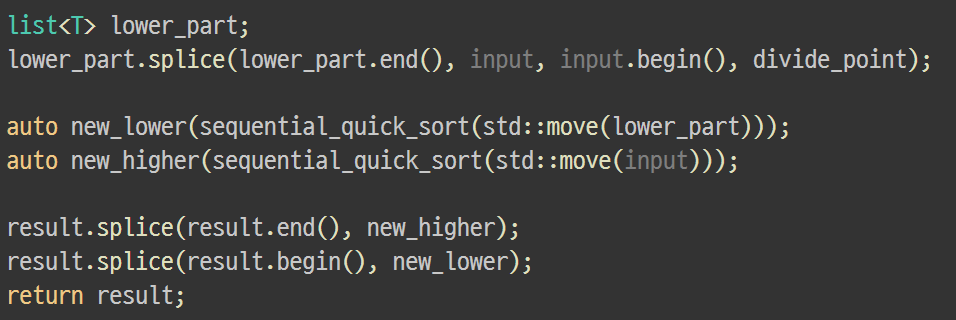 list<T> lower_part;
lower_part.splice(lower_part.end(), input, input.begin(), divide_point);
auto new_lower(sequential_quick_sort(std::move(lower_part)));
auto new_higher(sequential_quick_sort(std::move(input)));
result.splice(result.end(), new_higher);
result.splice(result.begin(), new_lower);
return result;